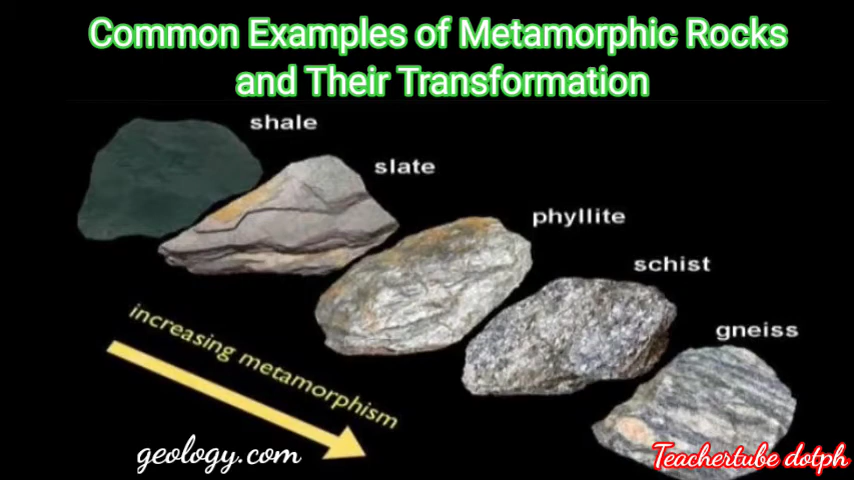 Common Examples of Metamorphic Rocks
and Their Transformation
shale
slate
phyllite
schist
gneiss
increasing metamorphism
geology.com
Teachertube dotph